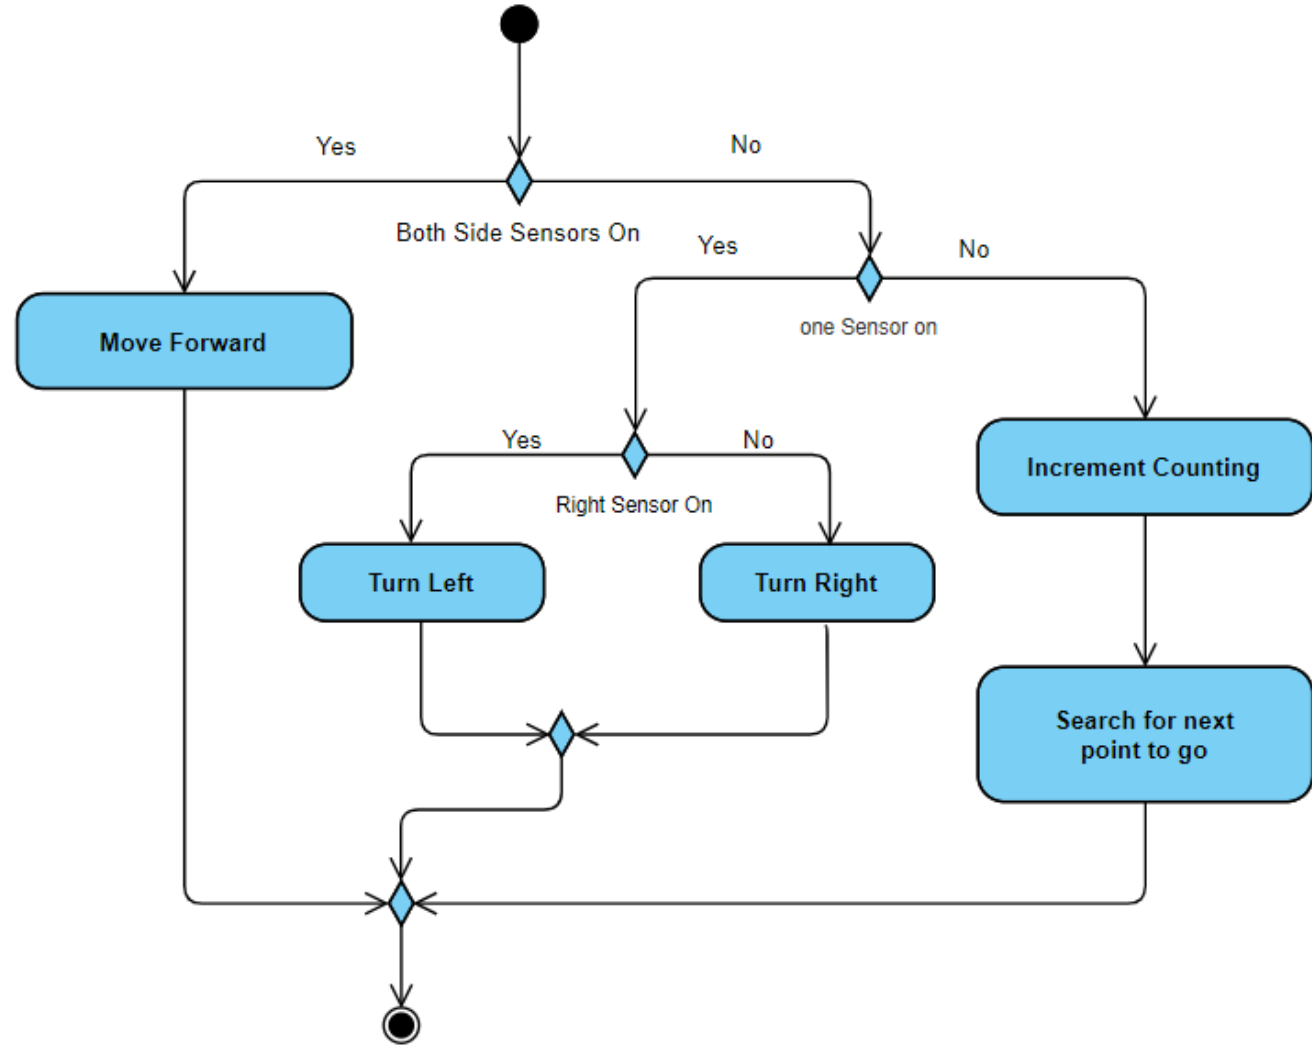 Yes
No
Both Side Sensors On
Yes
No
one Sensor on
Move Forward
Yes
No
Right Sensor On
Increment Counting
Turn Left
Turn Right
Search for next
point to go